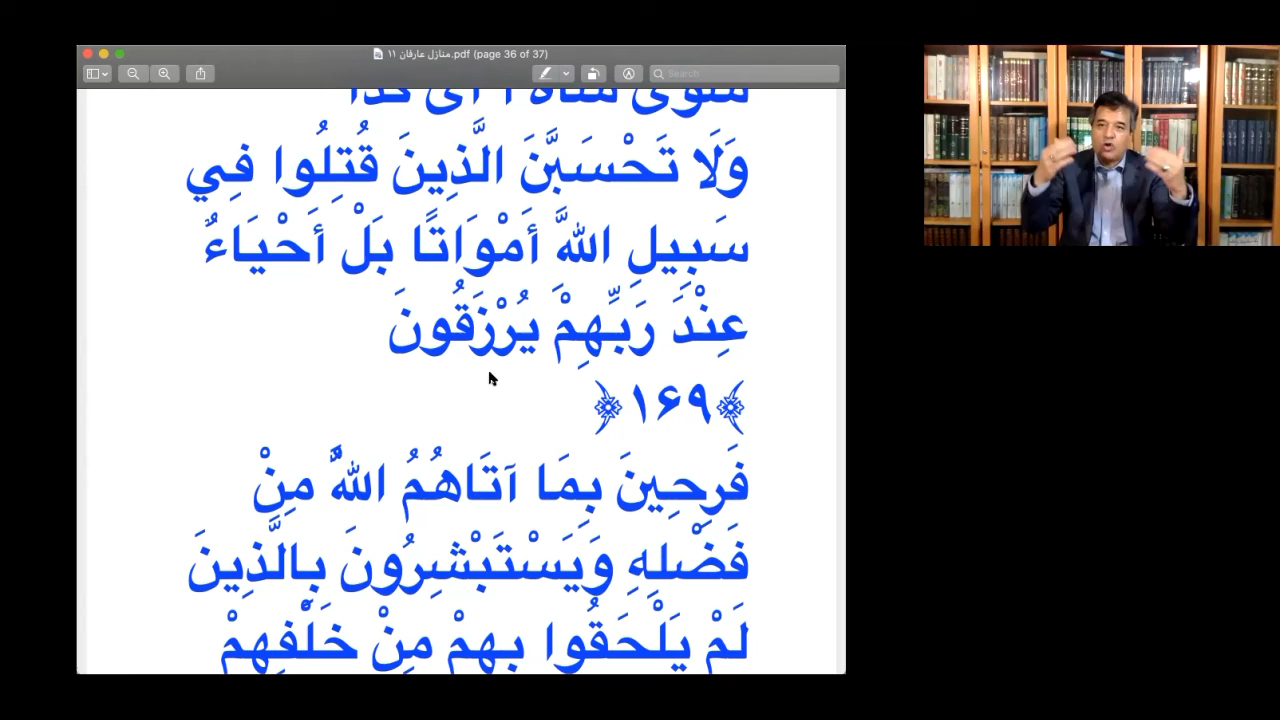 منازل عارفان ۱۱.pdf (page 36 of 37)
Search
وَلَا تَحْسَبَنَّ الَّذِينَ قُتِلُوا فِي
سَبِيلِ اللَّهِ أَمْوَاتًا بَلْ أَحْيَاءٌ
عِنْدَ رَبِّهِمْ يُرْزَقُونَ
﴿۱۶۹﴾
فَرِحِينَ بِمَا آتَاهُمُ اللَّهُ مِنْ
فَضْلِهِ وَيَسْتَبْشِرُونَ بِالَّذِينَ
لَمْ يَلْحَقُوا بِهِمْ مِنْ خَلْفِهِمْ